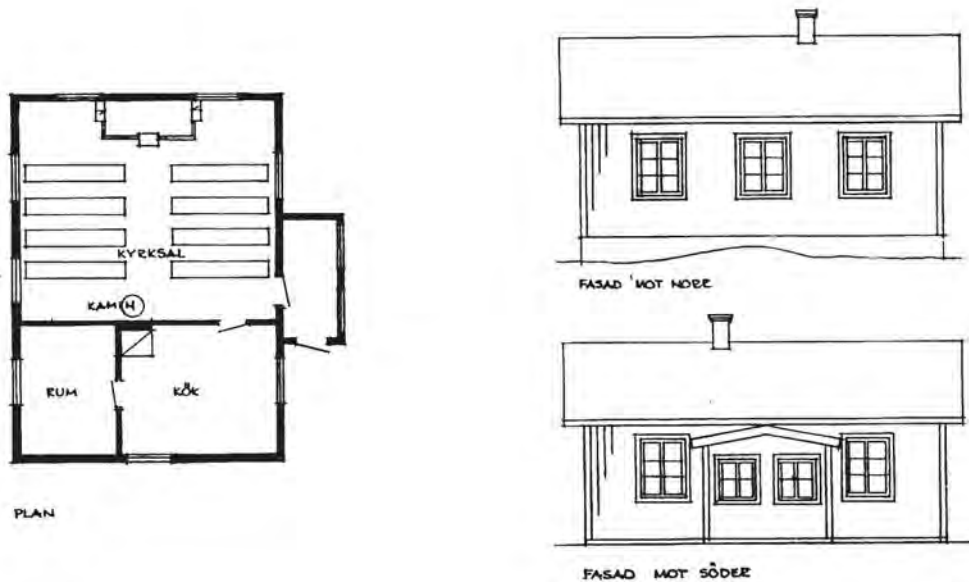 KYRKSAL
KAMIN
RUM
KÖK
PLAN
FASAD MOT NORR
FASAD MOT SÖDER